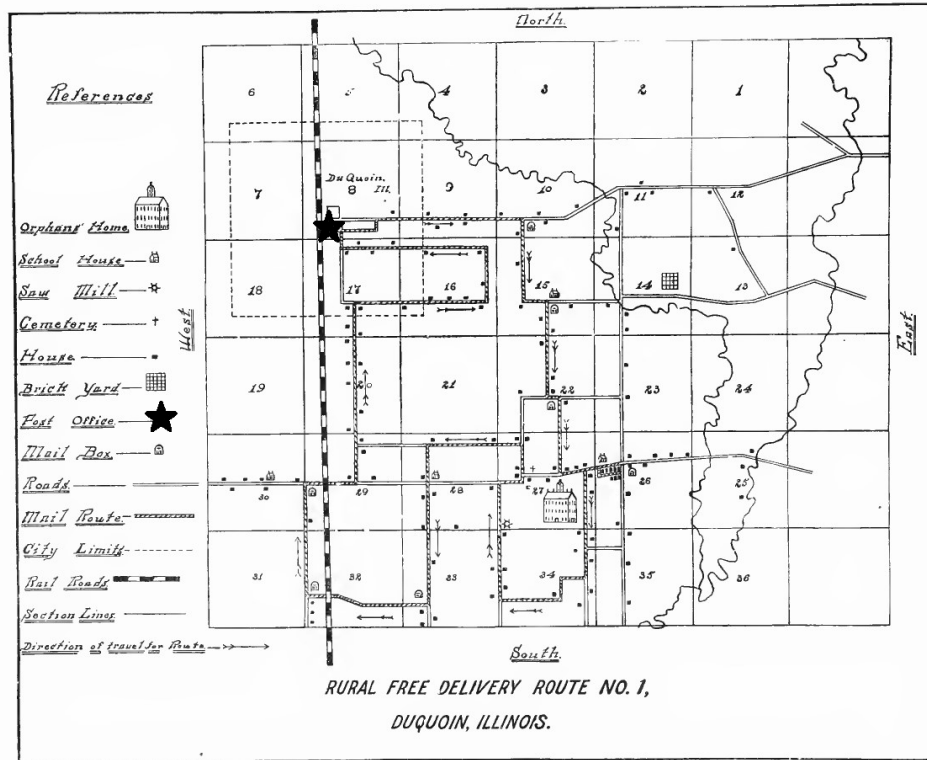 North.
References
Orphans' Home
School House
Saw Mill
Cemetery
House
Brick Yard
Post Office
Mail Box
Roads
Mail Route
City Limits
Rail Roads
Section Lines
Direction of travel for Route
West
East
6 5 4 3 2 1
7 8 9 10 11 12
DuQuoin, Ill.
18 17 16 15 14 13
19 21 22 23 24
30 29 28 27 26 25
31 32 33 34 35 36
South.
RURAL FREE DELIVERY ROUTE NO. 1,
DUQUOIN, ILLINOIS.